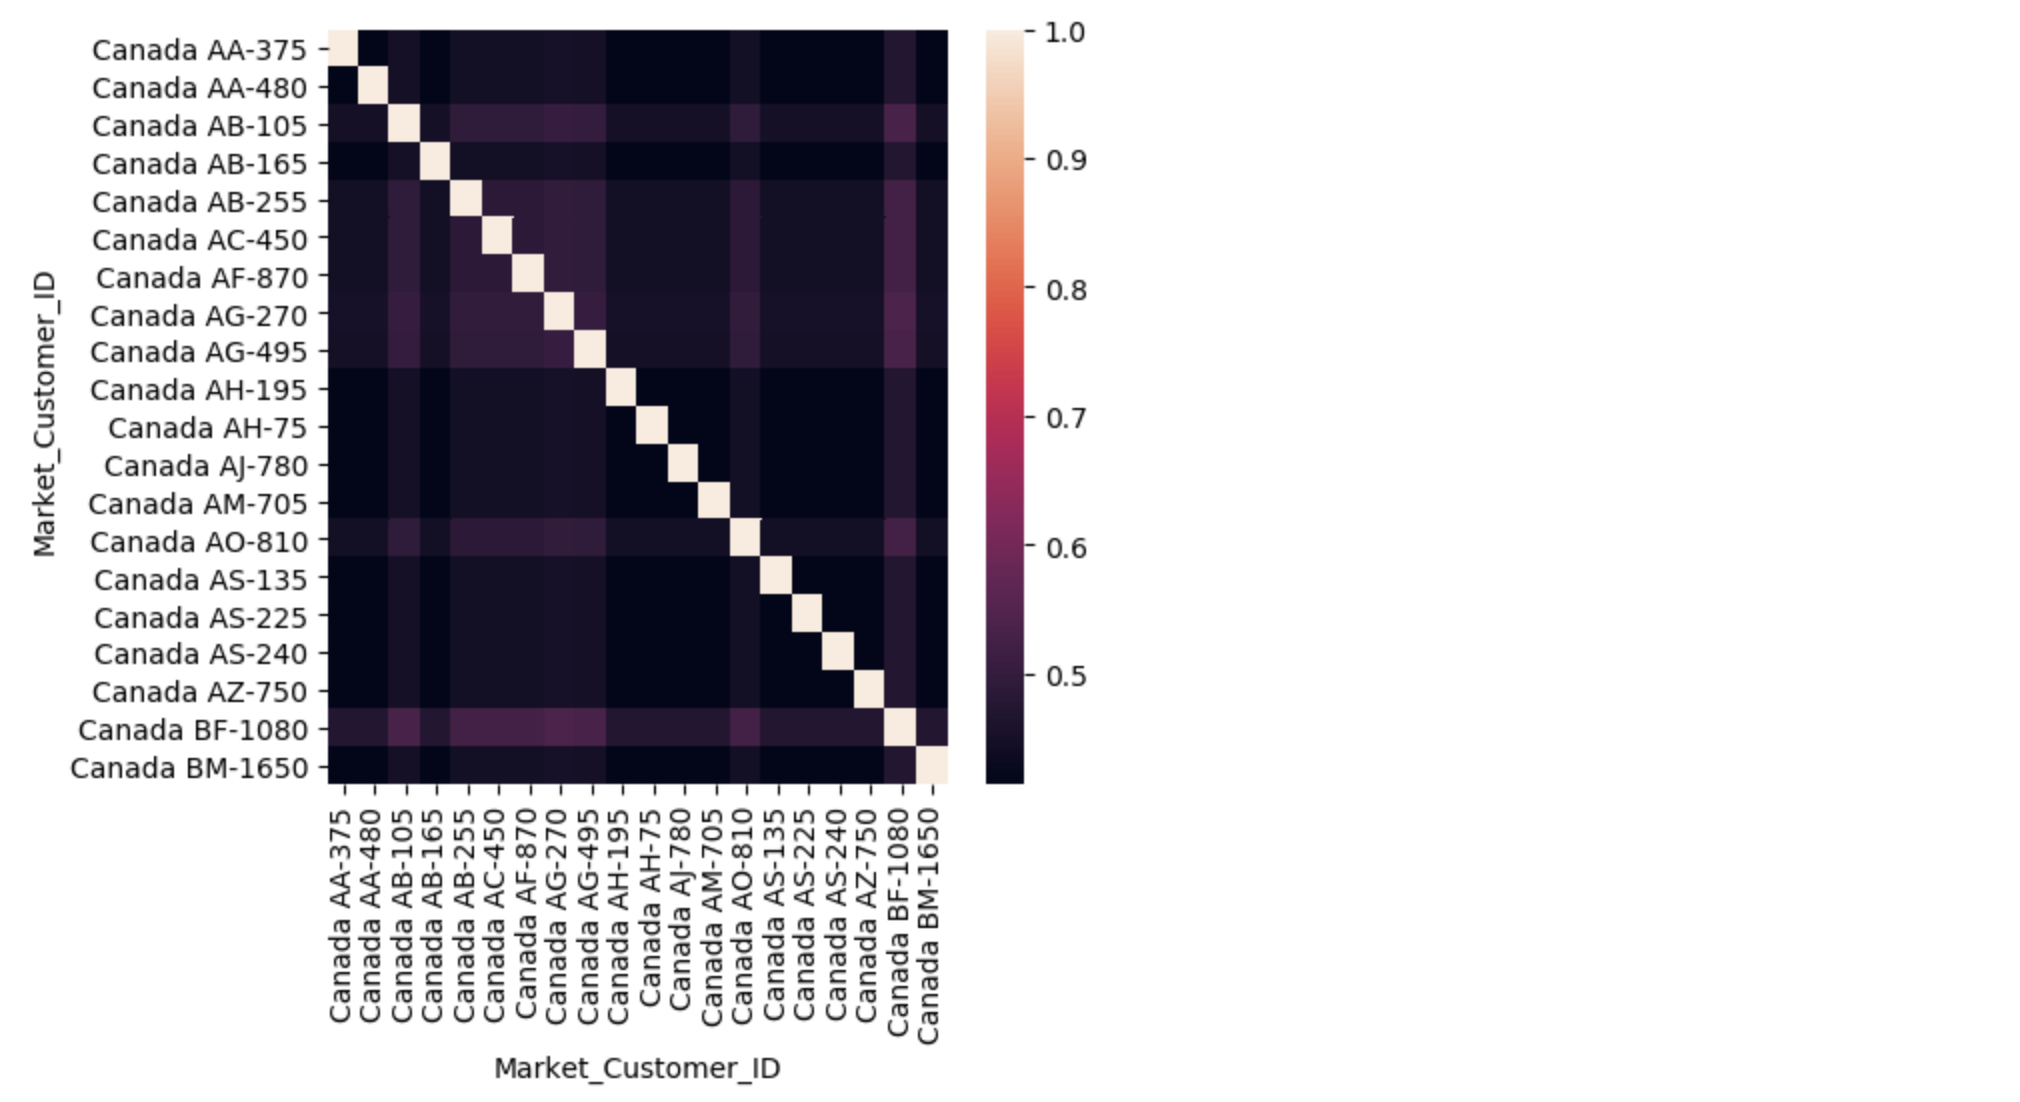 Canada AA-375
Canada AA-480
Canada AB-105
Canada AB-165
Canada AB-255
Canada AC-450
Canada AF-870
Canada AG-270
Canada AG-495
Canada AH-195
Canada AH-75
Canada AJ-780
Canada AM-705
Canada AO-810
Canada AS-135
Canada AS-225
Canada AS-240
Canada AZ-750
Canada BF-1080
Canada BM-1650
Market_Customer_ID
1.0
0.9
0.8
0.7
0.6
0.5
Canada AA-375
Canada AA-480
Canada AB-105
Canada AB-165
Canada AB-255
Canada AC-450
Canada AF-870
Canada AG-270
Canada AG-495
Canada AH-195
Canada AH-75
Canada AJ-780
Canada AM-705
Canada AO-810
Canada AS-135
Canada AS-225
Canada AS-240
Canada AZ-750
Canada BF-1080
Canada BM-1650
Market_Customer_ID